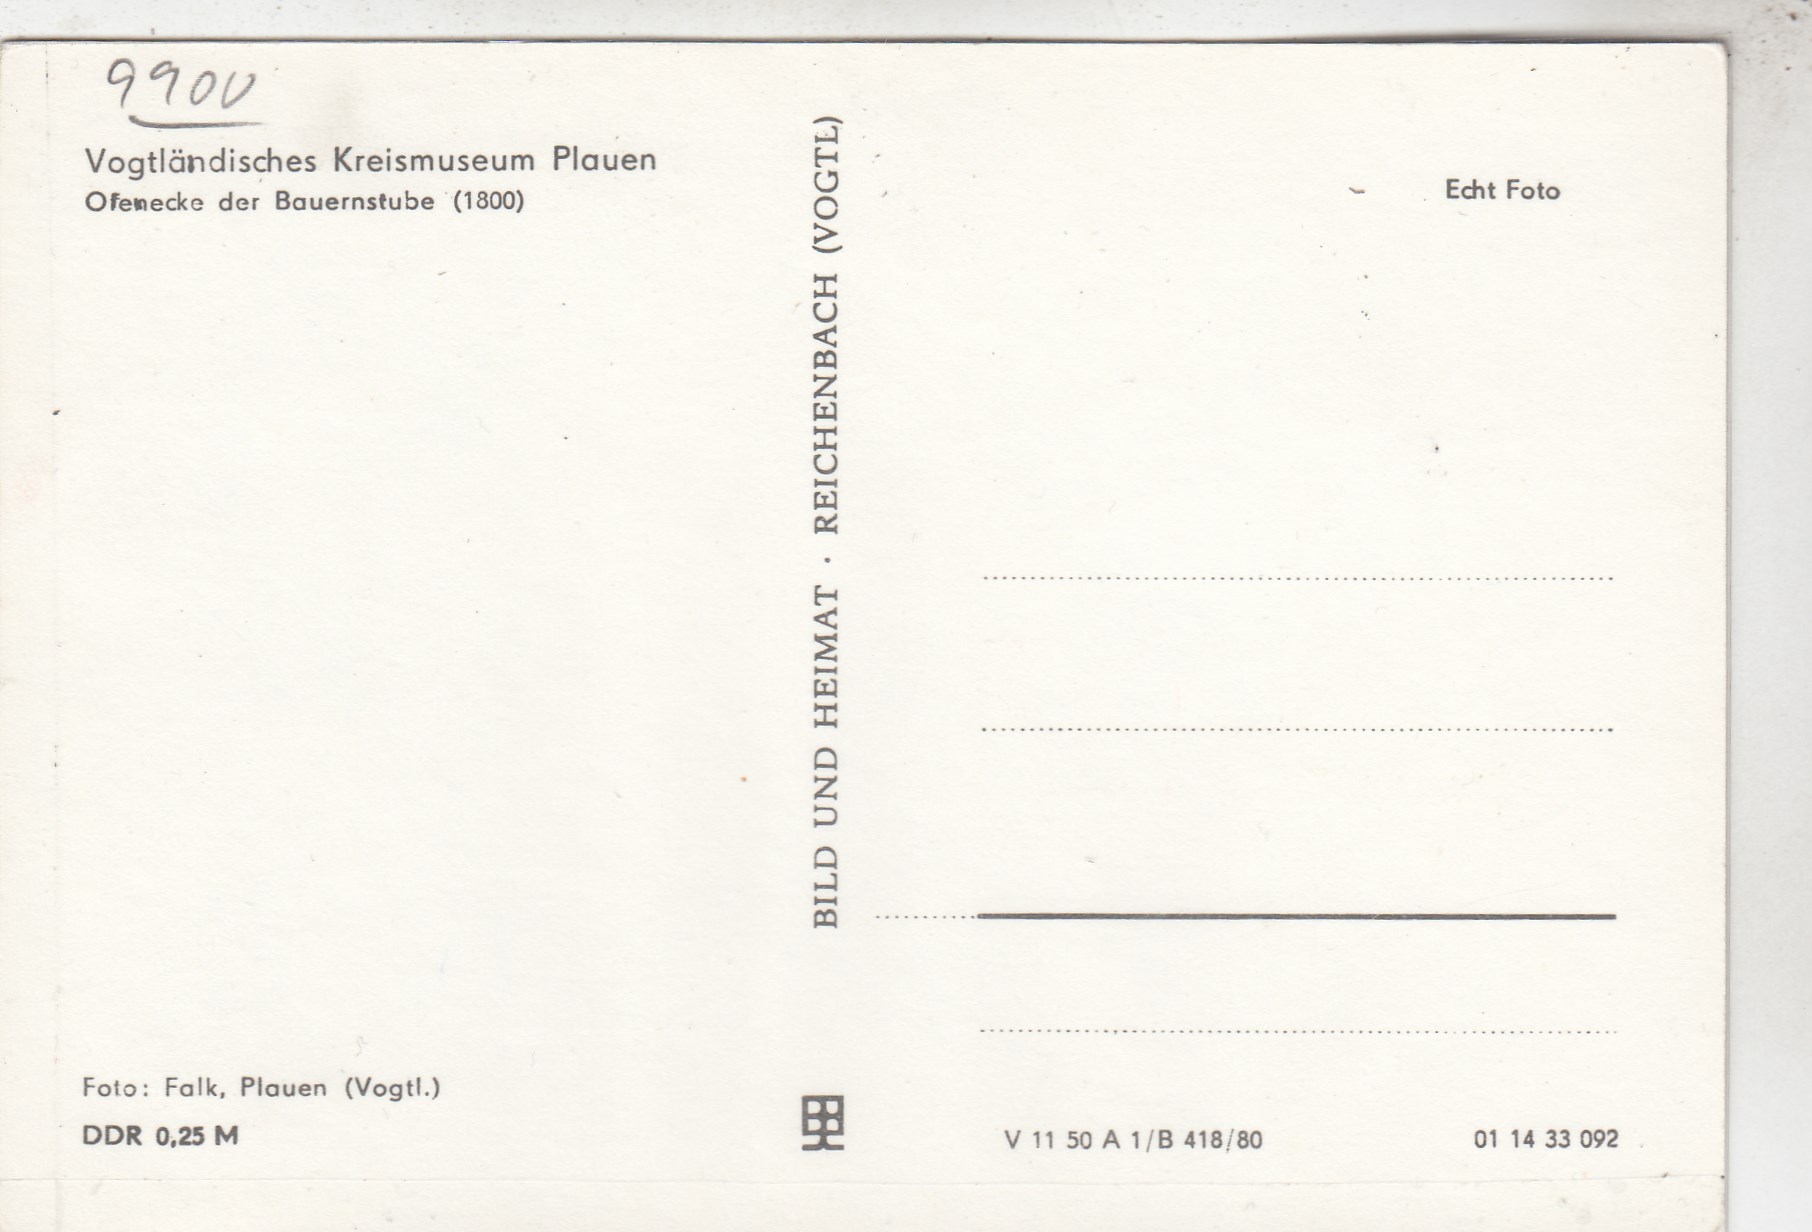 9900
Vogtländisches Kreismuseum Plauen
Ofenecke der Bauernstube (1800)
Foto: Falk, Plauen (Vogtl.)
DDR 0,25 M
BILD UND HEIMAT · REICHENBACH (VOGTL)
Echt Foto
V 11 50 A 1/B 418/80
01 14 33 092